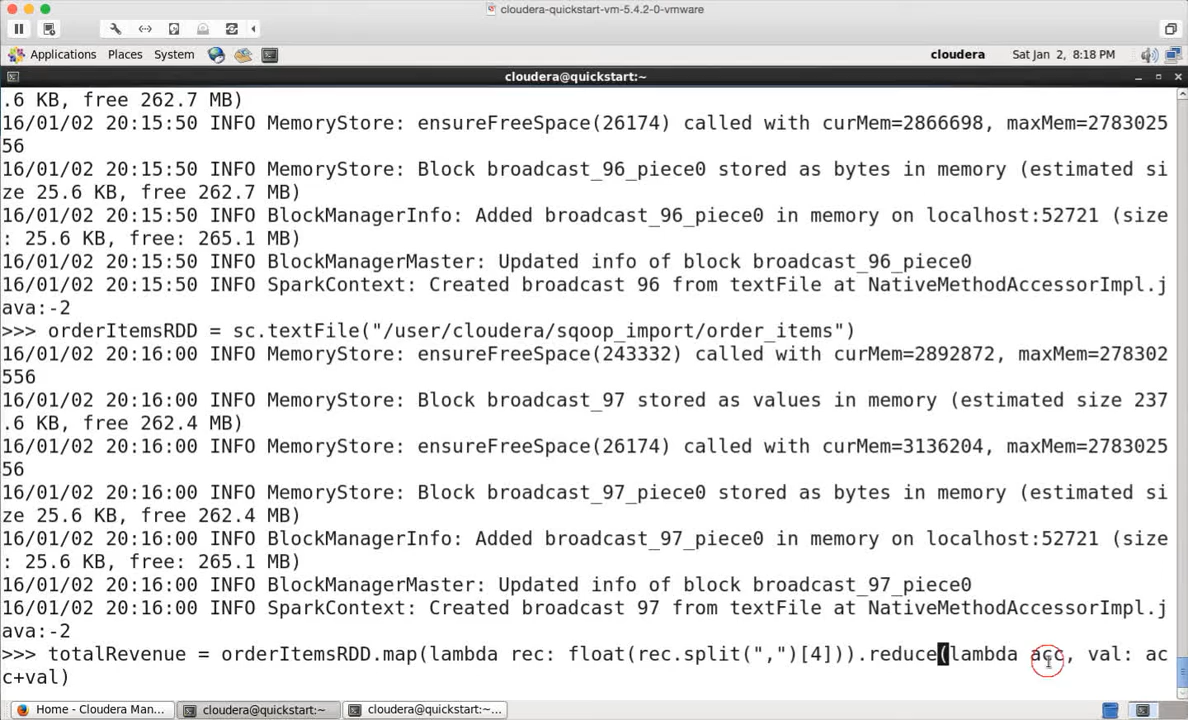 cloudera-quickstart-vm-5.4.2-0-vmware
Applications Places System cloudera Sat Jan 2, 8:18 PM
cloudera@quickstart:~
.6 KB, free 262.7 MB)
16/01/02 20:15:50 INFO MemoryStore: ensureFreeSpace(26174) called with curMem=2866698, maxMem=2783025
56
16/01/02 20:15:50 INFO MemoryStore: Block broadcast_96_piece0 stored as bytes in memory (estimated si
ze 25.6 KB, free 262.7 MB)
16/01/02 20:15:50 INFO BlockManagerInfo: Added broadcast_96_piece0 in memory on localhost:52721 (size
: 25.6 KB, free: 265.1 MB)
16/01/02 20:15:50 INFO BlockManagerMaster: Updated info of block broadcast_96_piece0
16/01/02 20:15:50 INFO SparkContext: Created broadcast 96 from textFile at NativeMethodAccessorImpl.j
ava:-2
>>> orderItemsRDD = sc.textFile("/user/cloudera/sqoop_import/order_items")
16/01/02 20:16:00 INFO MemoryStore: ensureFreeSpace(243332) called with curMem=2892872, maxMem=278302
556
16/01/02 20:16:00 INFO MemoryStore: Block broadcast_97 stored as values in memory (estimated size 237
.6 KB, free 262.4 MB)
16/01/02 20:16:00 INFO MemoryStore: ensureFreeSpace(26174) called with curMem=3136204, maxMem=2783025
56
16/01/02 20:16:00 INFO MemoryStore: Block broadcast_97_piece0 stored as bytes in memory (estimated si
ze 25.6 KB, free 262.4 MB)
16/01/02 20:16:00 INFO BlockManagerInfo: Added broadcast_97_piece0 in memory on localhost:52721 (size
: 25.6 KB, free: 265.1 MB)
16/01/02 20:16:00 INFO BlockManagerMaster: Updated info of block broadcast_97_piece0
16/01/02 20:16:00 INFO SparkContext: Created broadcast 97 from textFile at NativeMethodAccessorImpl.j
ava:-2
>>> totalRevenue = orderItemsRDD.map(lambda rec: float(rec.split(",")[4])).reduce(lambda acc, val: ac
c+val)
Home - Cloudera Man... cloudera@quickstart:~ cloudera@quickstart:~...